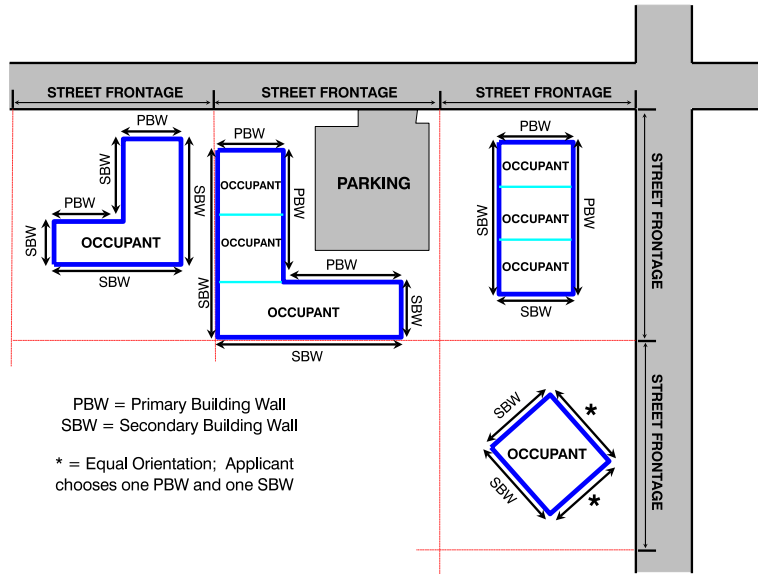 STREET FRONTAGE
STREET FRONTAGE
STREET FRONTAGE
PBW
SBW
PBW
SBW
SBW
OCCUPANT
SBW
PBW
OCCUPANT
PBW
OCCUPANT
SBW
PBW
OCCUPANT
SBW
SBW
PARKING
PBW
OCCUPANT
SBW
OCCUPANT
PBW
OCCUPANT
SBW
STREET FRONTAGE
STREET FRONTAGE
SBW
*
OCCUPANT
SBW
*
PBW = Primary Building Wall
SBW = Secondary Building Wall
* = Equal Orientation; Applicant
chooses one PBW and one SBW